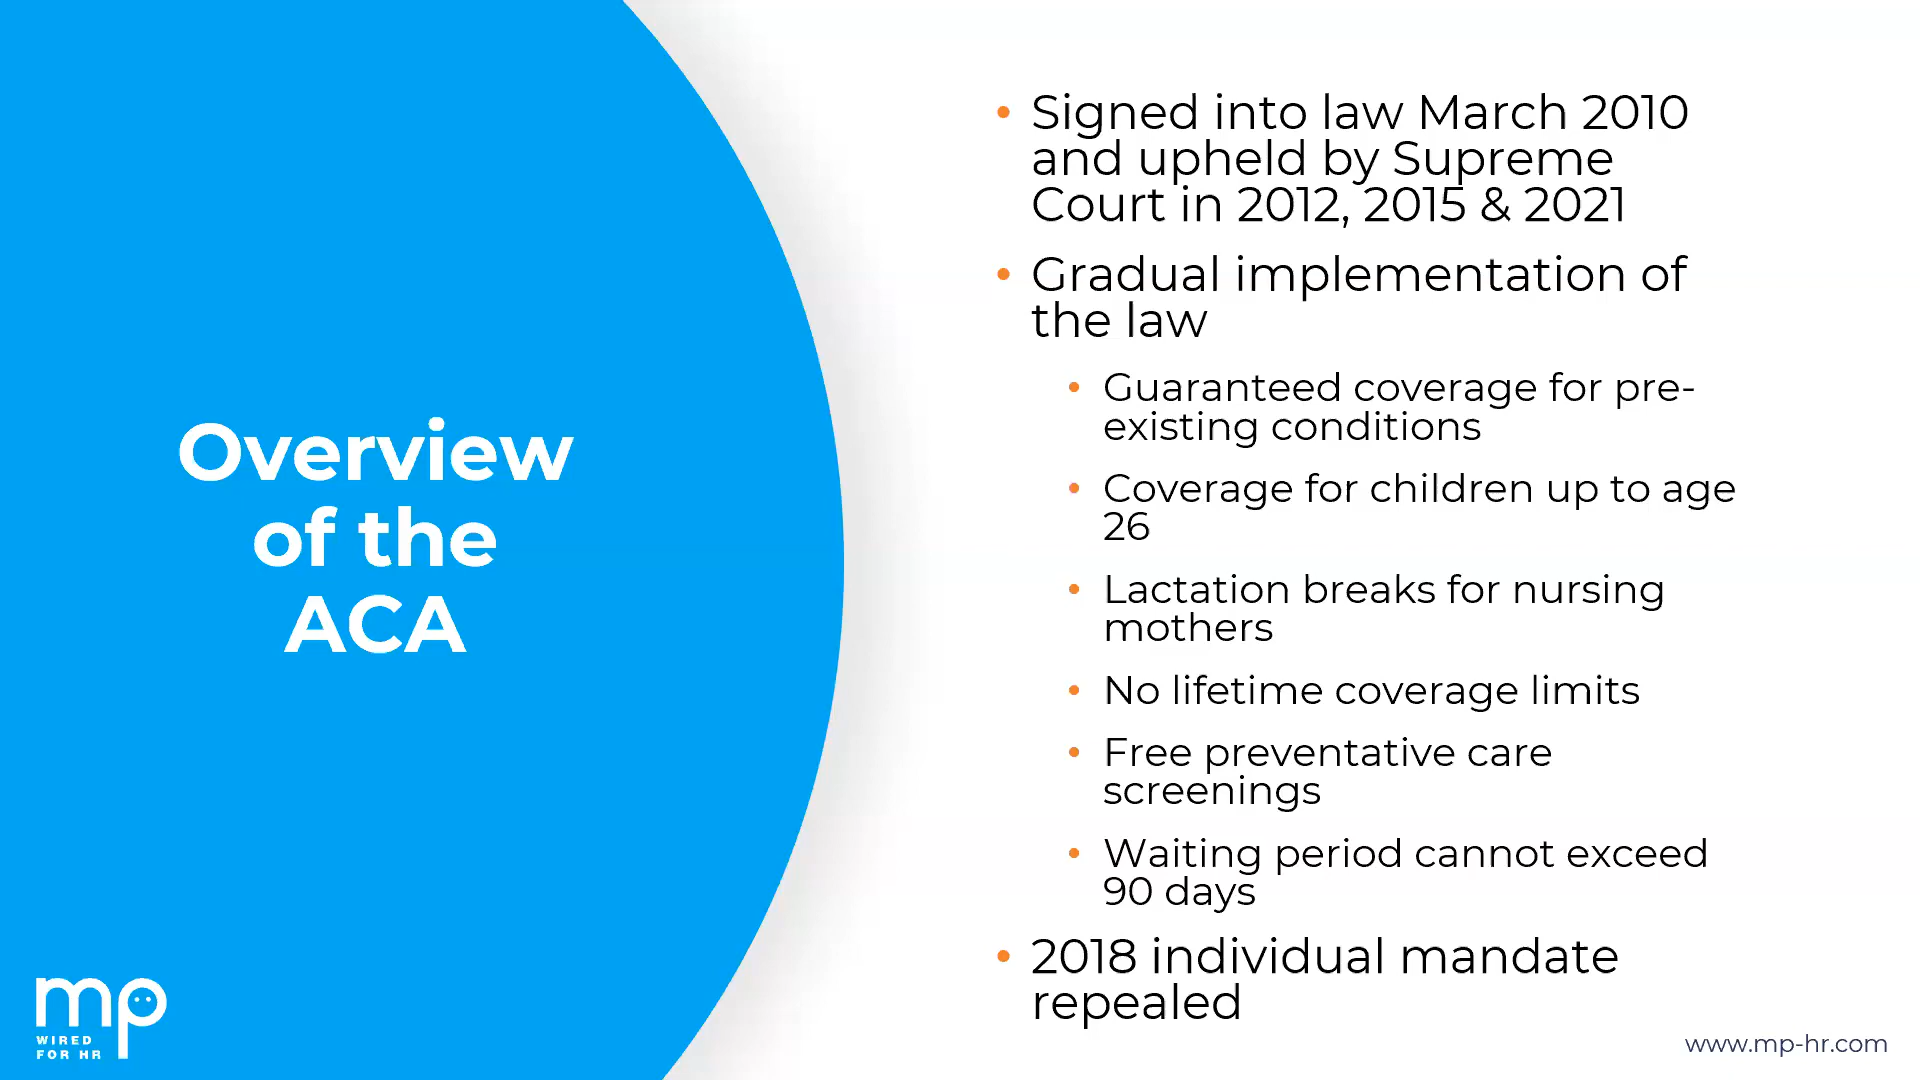 Overview
of the
ACA
• Signed into law March 2010
and upheld by Supreme
Court in 2012, 2015 & 2021
• Gradual implementation of
the law
• Guaranteed coverage for pre-
existing conditions
• Coverage for children up to age
26
• Lactation breaks for nursing
mothers
• No lifetime coverage limits
• Free preventative care
screenings
• Waiting period cannot exceed
90 days
• 2018 individual mandate
repealed
mp
WIRED
FOR HR
www.mp-hr.com